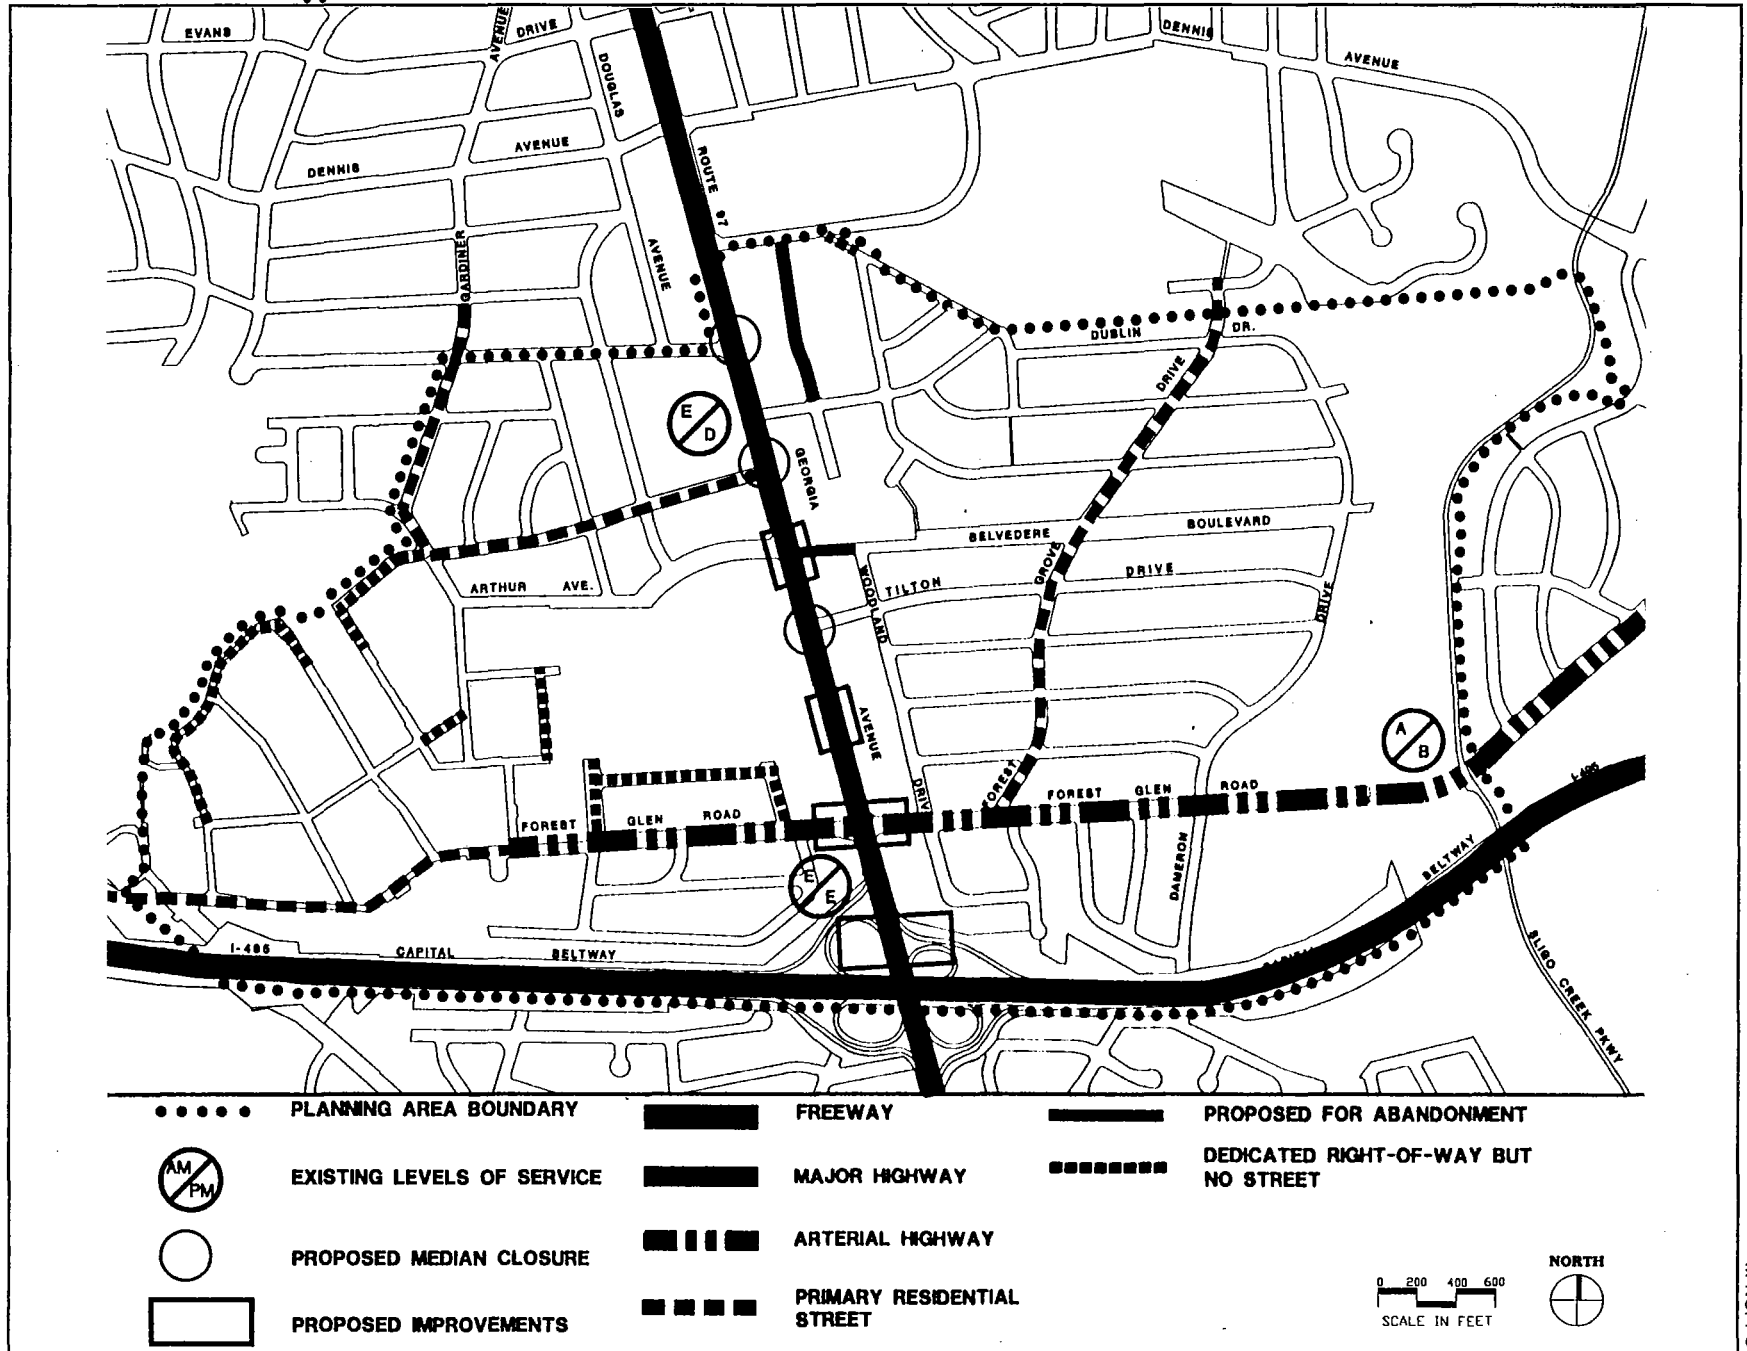 EVANS
AVENUE
DRIVE
DOUGLAS
DENNIS
AVENUE
DENNIS
AVENUE
ROUTE 97
GARDINER
AVENUE
DUBLIN
DR.
DRIVE
E
D
GEORGIA
BELVEDERE
BOULEVARD
GROVE
ARTHUR AVE.
WOODLAND
TILTON
DRIVE
DRIVE
AVENUE
A
B
DRIV
FOREST
FOREST GLEN ROAD
FOREST GLEN ROAD
I-495
DAMERON
BELTWAY
E
E
I-495
CAPITAL
BELTWAY
SLIGO CREEK PKWY
PLANNING AREA BOUNDARY
AM
PM
EXISTING LEVELS OF SERVICE
PROPOSED MEDIAN CLOSURE
PROPOSED IMPROVEMENTS
FREEWAY
MAJOR HIGHWAY
ARTERIAL HIGHWAY
PRIMARY RESIDENTIAL
STREET
PROPOSED FOR ABANDONMENT
DEDICATED RIGHT-OF-WAY BUT
NO STREET
0 200 400 600
SCALE IN FEET
NORTH